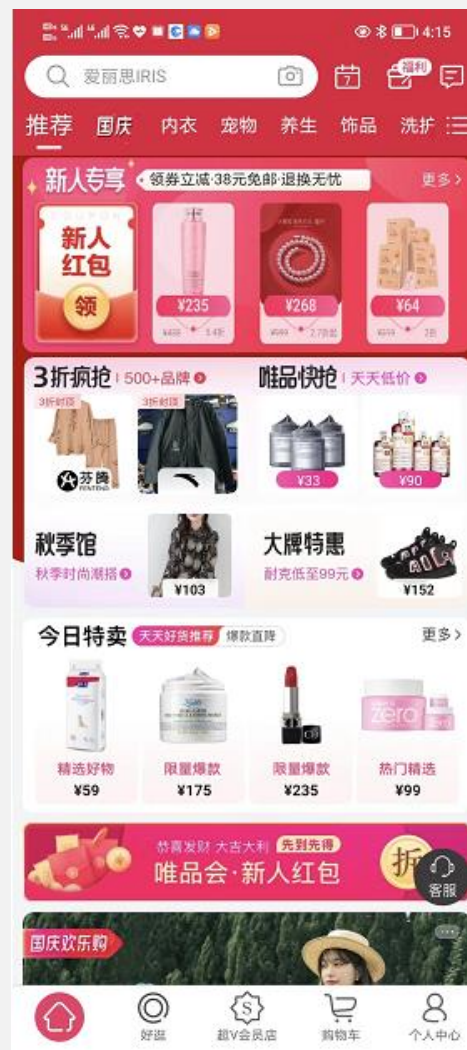 4:15
爱丽思IRIS
7
福利
推荐 国庆 内衣 宠物 养生 饰品 洗护
新人专享 领券立减·38元免邮·退换无忧 更多
新人
红包
领
¥235 ¥268 ¥64
3折疯抢 500+品牌
唯品快抢 天天低价
3折封顶 3折封顶
芬腾
FENTENG
¥33 ¥90
秋季馆
秋季时尚潮搭
¥103
大牌特惠
耐克低至99元
¥152
今日特卖 天天好货推荐 爆款直降 更多
zero
精选好物 限量爆款 限量爆款 热门精选
¥59 ¥175 ¥235 ¥99
恭喜发财 大吉大利 先到先得
唯品会·新人红包
折
客服
国庆欢乐购
好逛 超V会员店 购物车 个人中心